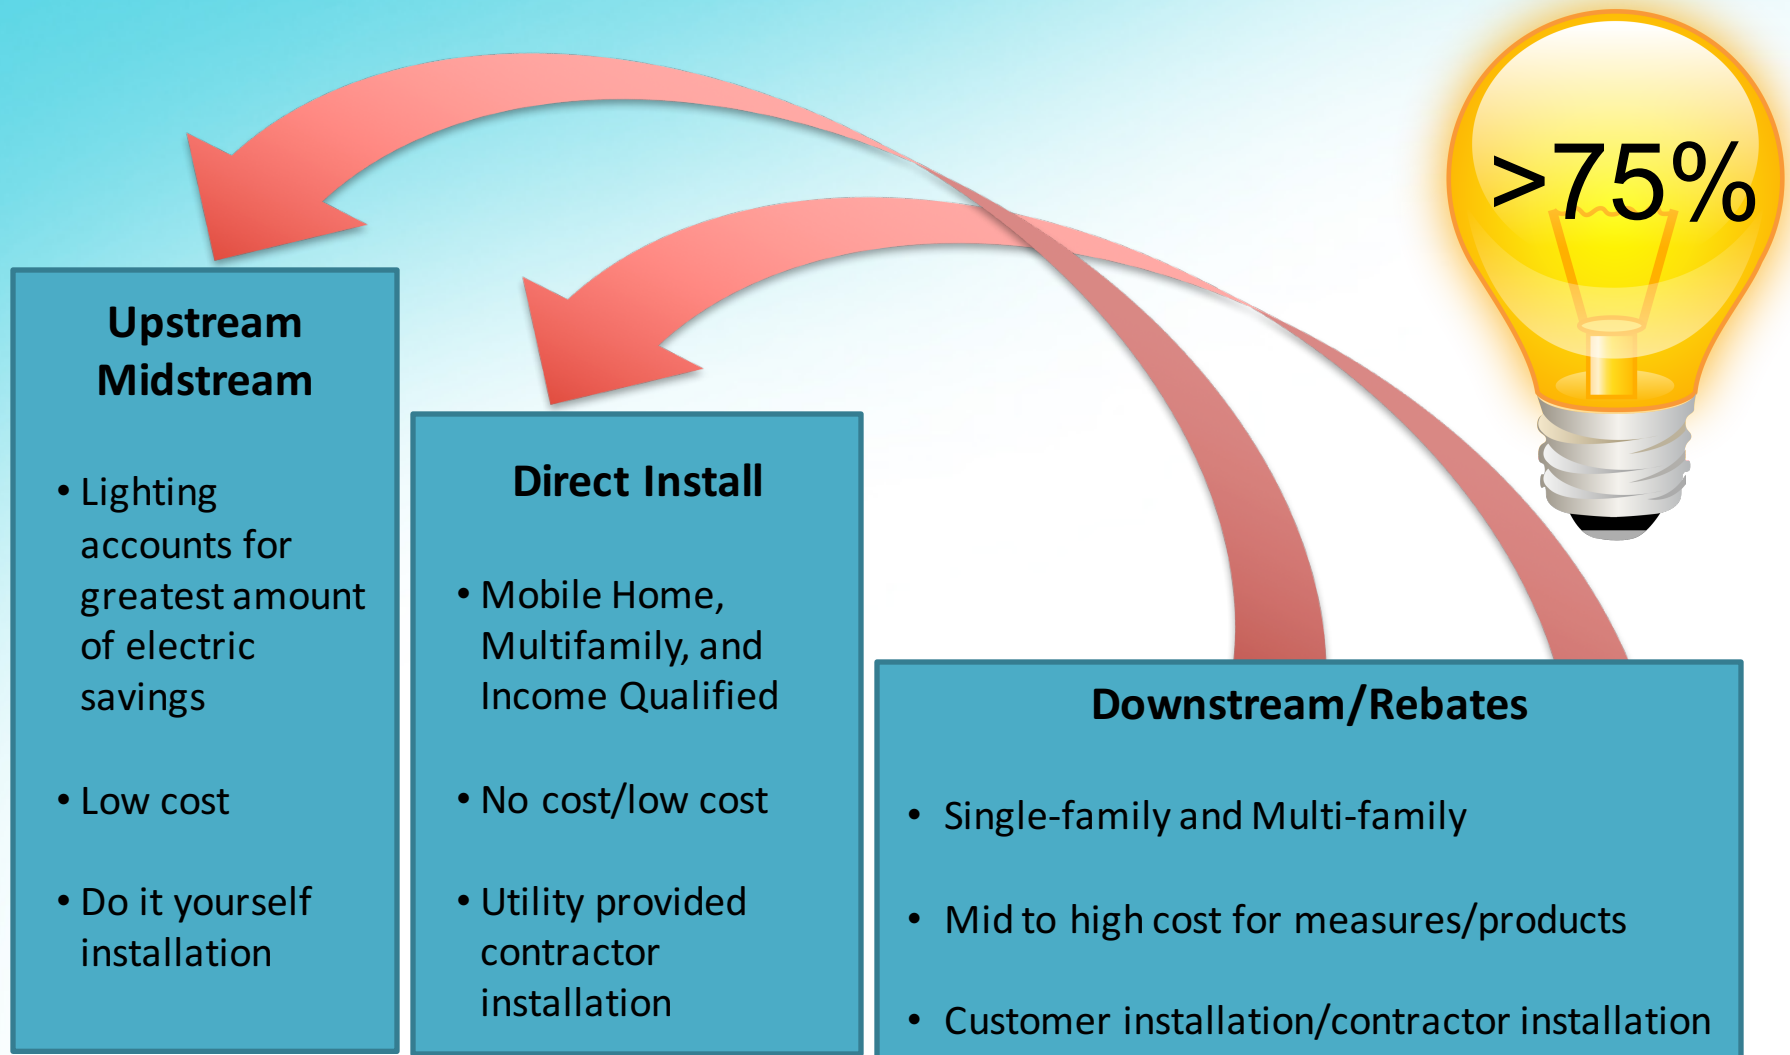 >75%
Upstream
Midstream
• Lighting
accounts for
greatest amount
of electric
savings
• Low cost
• Do it yourself
installation
Direct Install
• Mobile Home,
Multifamily, and
Income Qualified
• No cost/low cost
• Utility provided
contractor
installation
Downstream/Rebates
• Single-family and Multi-family
• Mid to high cost for measures/products
• Customer installation/contractor installation